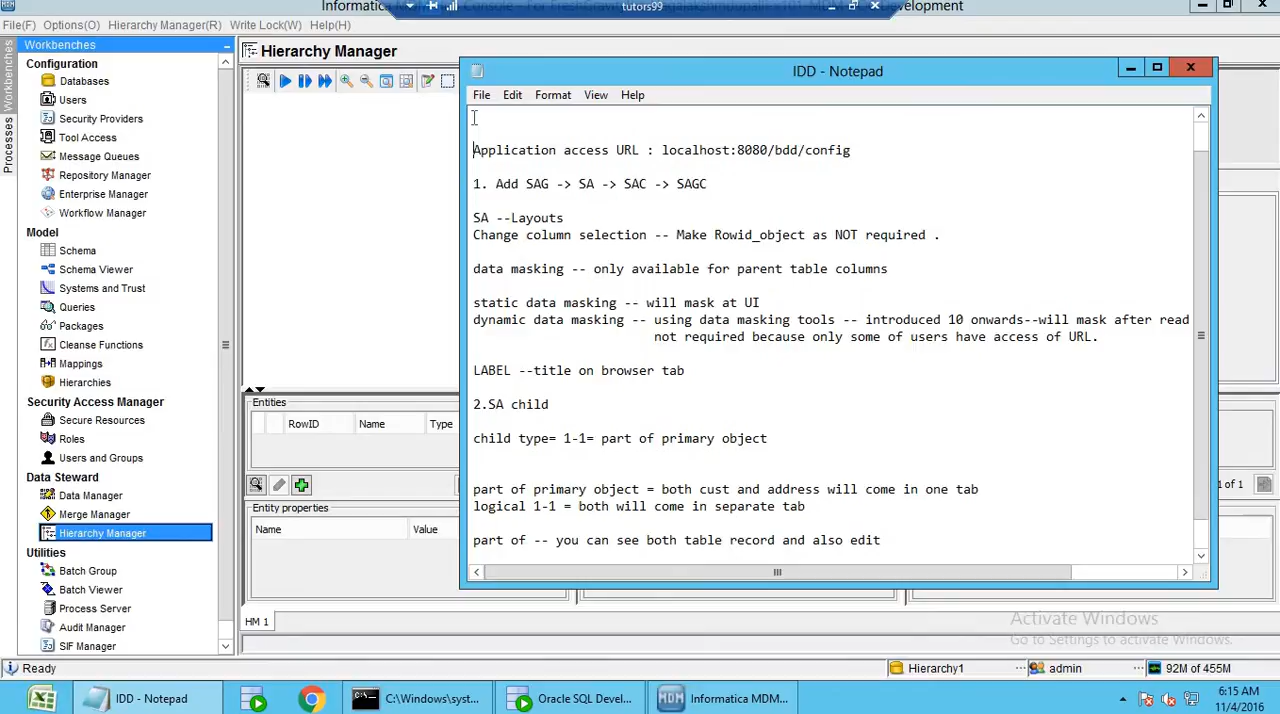 Informatica MDM
Console - For
tutors99
Development
File(F) Options(O) Hierarchy Manager(R) Write Lock(W) Help(H)
Workbenches
Processes
Workbenches
Configuration
Databases
Users
Security Providers
Tool Access
Message Queues
Repository Manager
Enterprise Manager
Workflow Manager
Model
Schema
Schema Viewer
Systems and Trust
Queries
Packages
Cleanse Functions
Mappings
Hierarchies
Security Access Manager
Secure Resources
Roles
Users and Groups
Data Steward
Data Manager
Merge Manager
Hierarchy Manager
Utilities
Batch Group
Batch Viewer
Process Server
Audit Manager
SIF Manager
Hierarchy Manager
Entities
RowID Name Type
Entity properties
Name Value
HM 1
1 of 1
IDD - Notepad
File Edit Format View Help
Application access URL : localhost:8080/bdd/config
1. Add SAG -> SA -> SAC -> SAGC
SA --Layouts
Change column selection -- Make Rowid_object as NOT required .
data masking -- only available for parent table columns
static data masking -- will mask at UI
dynamic data masking -- using data masking tools -- introduced 10 onwards--will mask after read
not required because only some of users have access of URL.
LABEL --title on browser tab
2.SA child
child type= 1-1= part of primary object
part of primary object = both cust and address will come in one tab
logical 1-1 = both will come in separate tab
part of -- you can see both table record and also edit
Activate Windows
Go to Settings to activate Windows.
Ready
Hierarchy1 admin 92M of 455M
IDD - Notepad
C:\Windows\syst...
Oracle SQL Devel...
Informatica MDM...
6:15 AM
11/4/2016